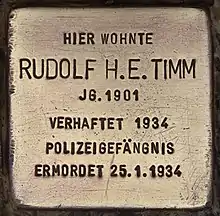 HIER WOHNTE
RUDOLF H.E. TIMM
JG. 1901
VERHAFTET 1934
POLIZEIGEFÄNGNIS
ERMORDET 25.1.1934